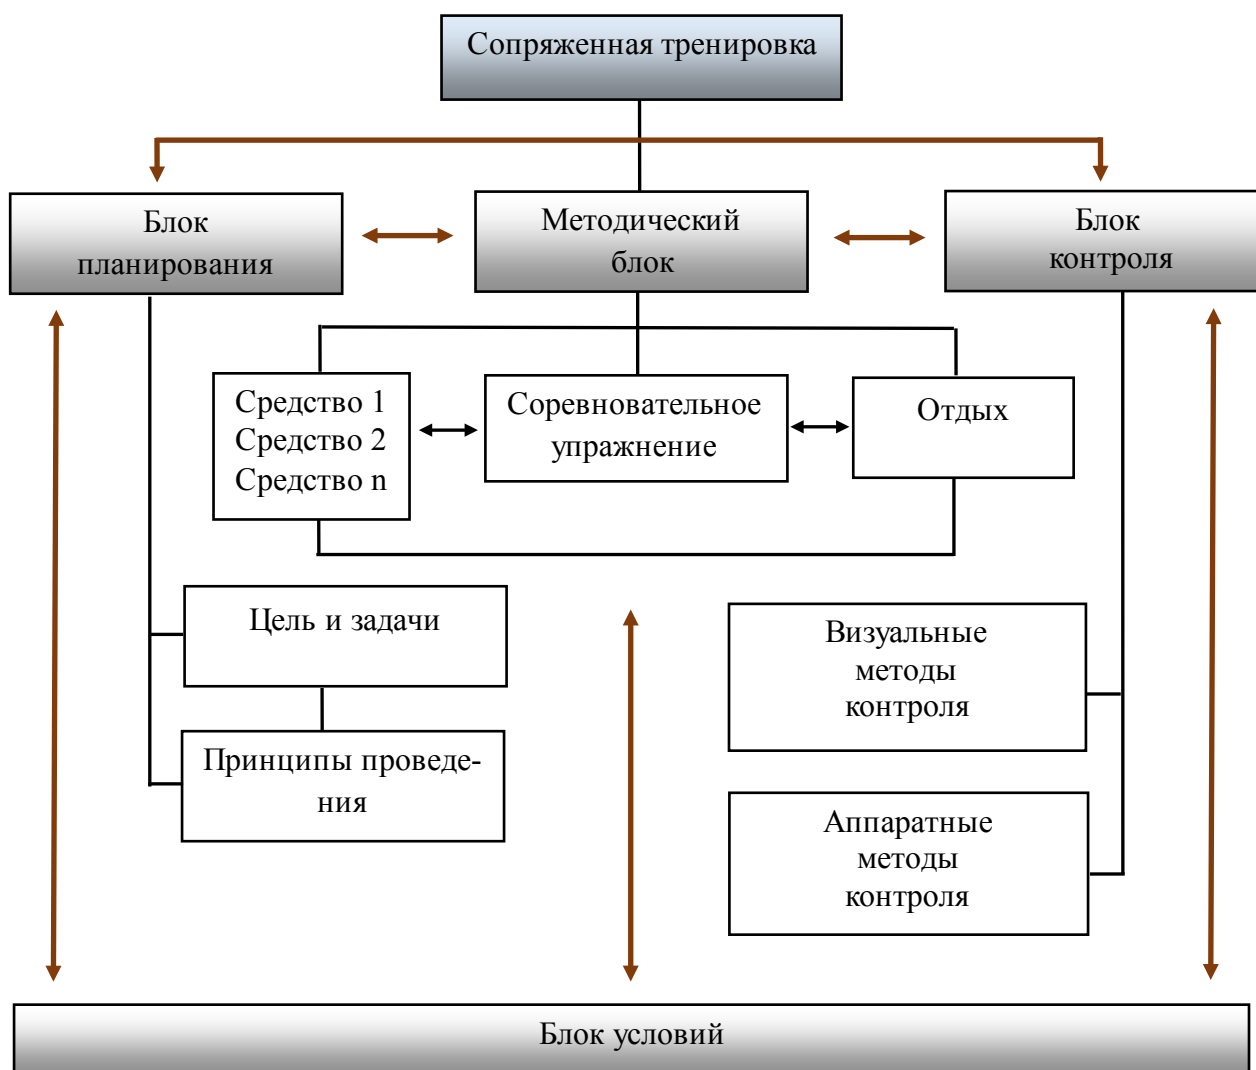 Сопряженная тренировка
Блок
планирования
Методический
блок
Блок
контроля
Средство 1
Средство 2
Средство n
Соревновательное
упражнение
Отдых
Цель и задачи
Принципы проведе-
ния
Визуальные
методы
контроля
Аппаратные
методы
контроля
Блок условий